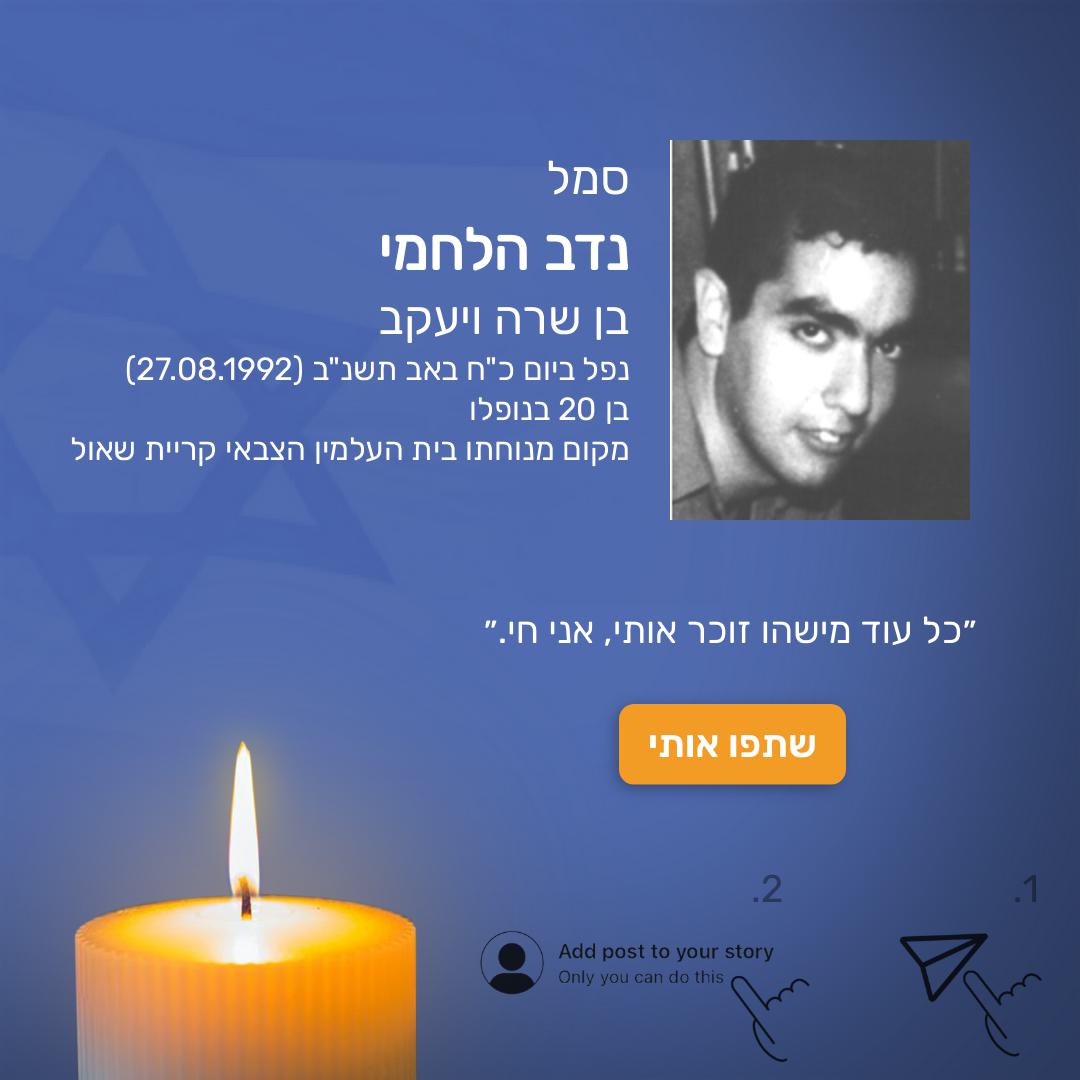 סמל
נדב הלחמי
בן שרה ויעקב
נפל ביום כ"ח באב תשנ"ב (27.08.1992)
בן 20 בנופלו
מקום מנוחתו בית העלמין הצבאי קריית שאול
״כל עוד מישהו זוכר אותי, אני חי.״
שתפו אותי
.1
.2
Add post to your story
Only you can do this